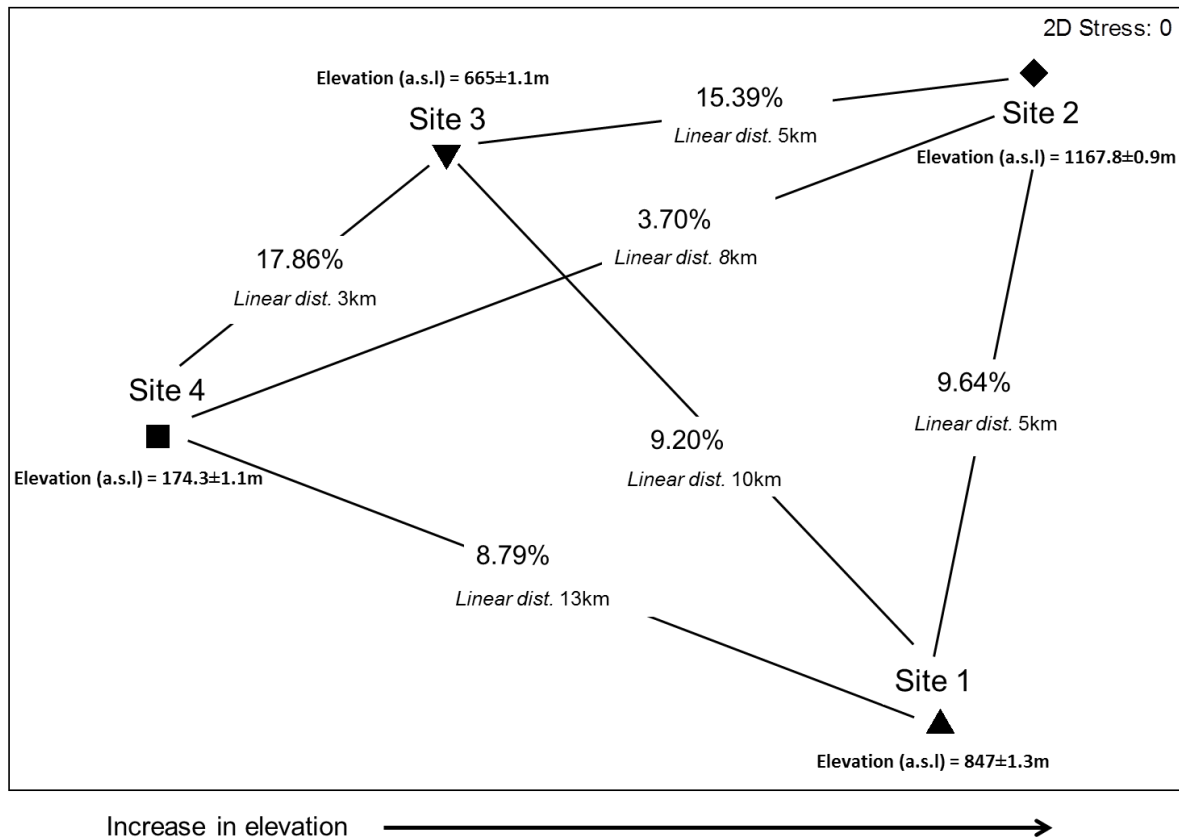 2D Stress: 0
Elevation (a.s.l) = 665±1.1m
Site 3
15.39%
Linear dist. 5km
Site 2
Elevation (a.s.l) = 1167.8±0.9m
3.70%
Linear dist. 8km
17.86%
Linear dist. 3km
Site 4
Elevation (a.s.l) = 174.3±1.1m
9.64%
Linear dist. 5km
9.20%
Linear dist. 10km
8.79%
Linear dist. 13km
Site 1
Elevation (a.s.l) = 847±1.3m
Increase in elevation